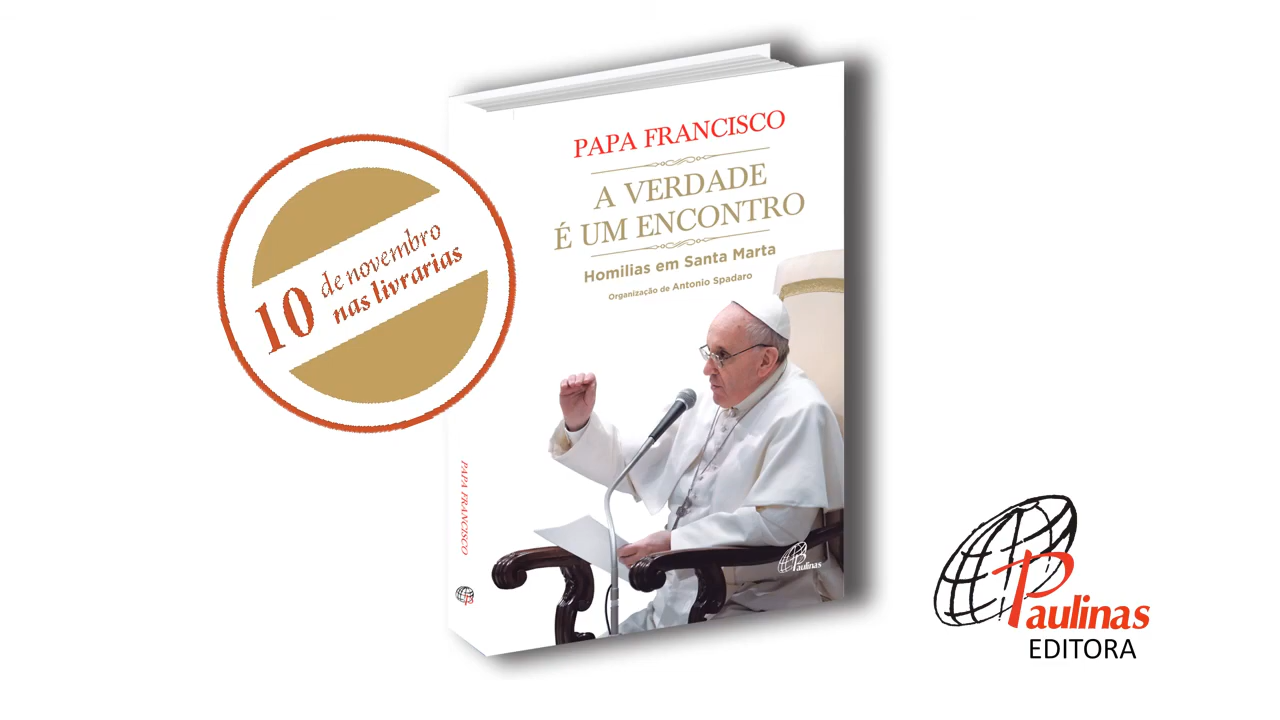 10 de novembro
nas livrarias
PAPA FRANCISCO
A VERDADE
É UM ENCONTRO
Homilias em Santa Marta
Organização de Antonio Spadaro
Paulinas
PAPA FRANCISCO
Paulinas
EDITORA